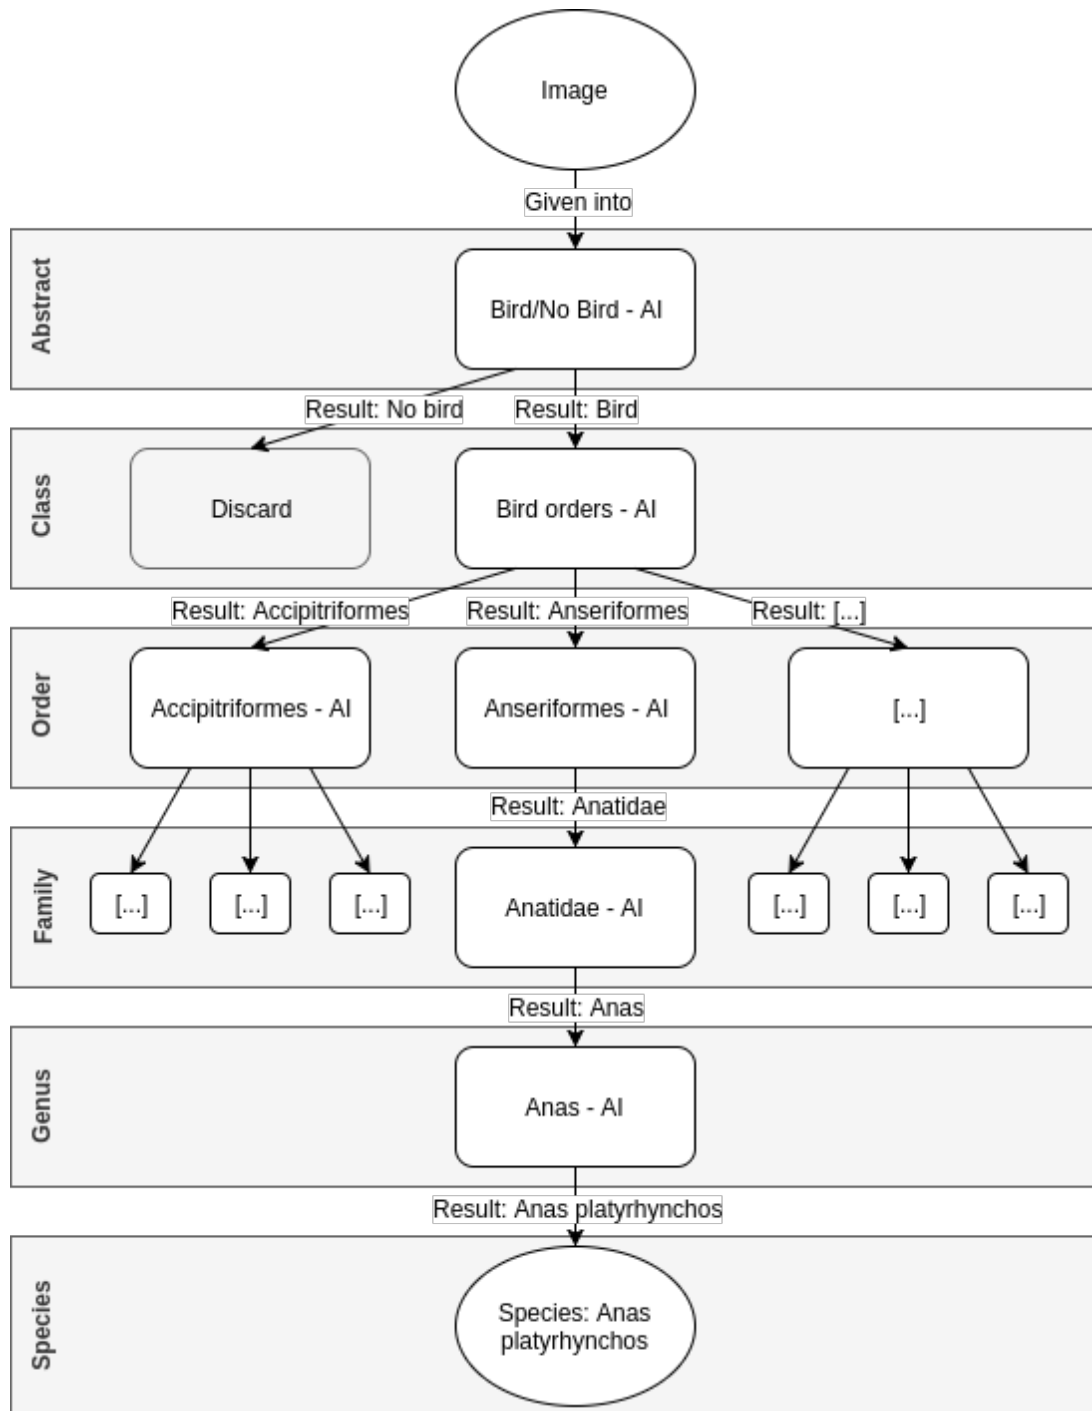 Image
Given into
Abstract
Bird/No Bird - AI
Result: No bird
Result: Bird
Class
Discard
Bird orders - AI
Result: Accipitriformes
Result: Anseriformes
Result: [...]
Order
Accipitriformes - AI
Anseriformes - AI
[...]
Result: Anatidae
Family
[...]
[...]
[...]
Anatidae - AI
[...]
[...]
[...]
Result: Anas
Genus
Anas - AI
Result: Anas platyrhynchos
Species
Species: Anas
platyrhynchos